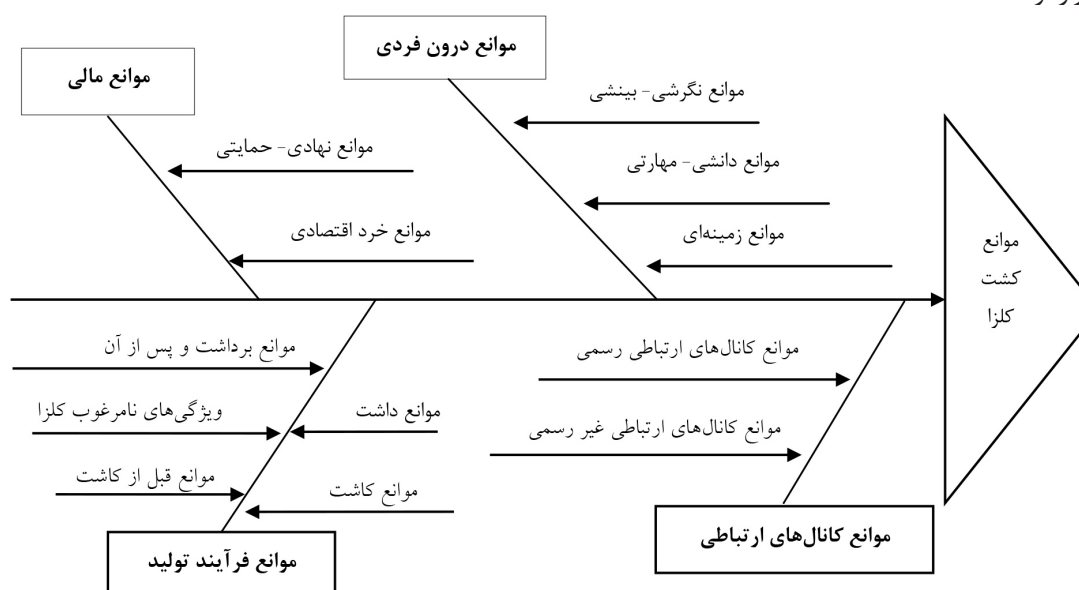 موانع درون فردی
موانع مالی
موانع نگرشی- بینشی
موانع نهادی- حمایتی
موانع دانشی- مهارتی
موانع خرد اقتصادی
موانع زمینه‌ای
موانع
کشت
کلزا
موانع برداشت و پس از آن
موانع کانال‌های ارتباطی رسمی
ویژگی‌های نامرغوب کلزا
موانع داشت
موانع کانال‌های ارتباطی غیر رسمی
موانع قبل از کاشت
موانع کاشت
موانع کانال‌های ارتباطی
موانع فرآیند تولید